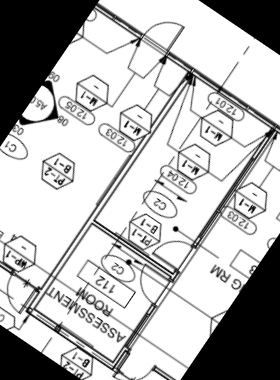 12.01
M-1
M-1
12.05
M-1
12.03
M-1
12.04
C2
M-1
12.03
C1
PT-2
B-1
PT-1
B-1
C2
112
ASSESSMENT
ROOM
G RM
WP-1
PT-2
B-1